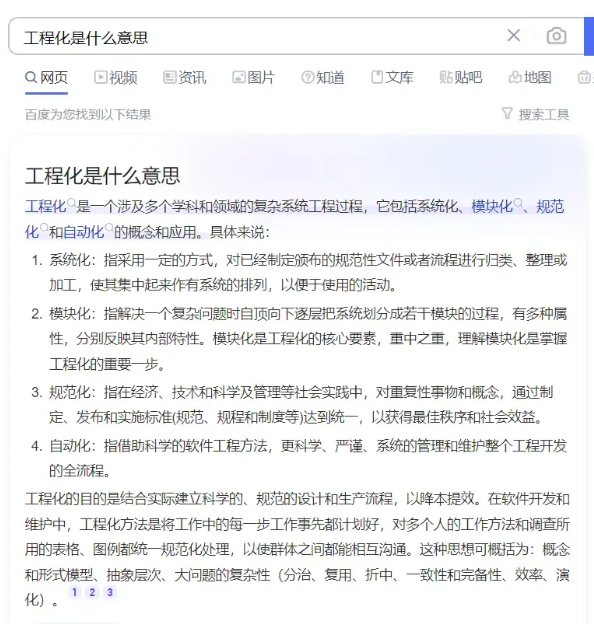 工程化是什么意思
网页 视频 资讯 图片 知道 文库 贴吧 地图
百度为您找到以下结果 搜索工具
工程化是什么意思
工程化是一个涉及多个学科和领域的复杂系统工程过程，它包括系统化、模块化、规范
化和自动化的概念和应用。具体来说：
1. 系统化：指采用一定的方式，对已经制定颁布的规范性文件或者流程进行归类、整理或
加工，使其集中起来作有系统的排列，以便于使用的活动。
2. 模块化：指解决一个复杂问题时自顶向下逐层把系统划分成若干模块的过程，有多种属
性，分别反映其内部特性。模块化是工程化的核心要素，重中之重，理解模块化是掌握
工程化的重要一步。
3. 规范化：指在经济、技术和科学及管理等社会实践中，对重复性事物和概念，通过制
定、发布和实施标准(规范、规程和制度等)达到统一，以获得最佳秩序和社会效益。
4. 自动化：指借助科学的软件工程方法，更科学、严谨、系统的管理和维护整个工程开发
的全流程。
工程化的目的是结合实际建立科学的、规范的设计和生产流程，以降本提效。在软件开发和
维护中，工程化方法是将工作中的每一步工作事先都计划好，对多个人的工作方法和调查所
用的表格、图例都统一规范化处理，以使群体之间都能相互沟通。这种思想可概括为：概念
和形式模型、抽象层次、大问题的复杂性（分治、复用、折中、一致性和完备性、效率、演
化）。 1 2 3